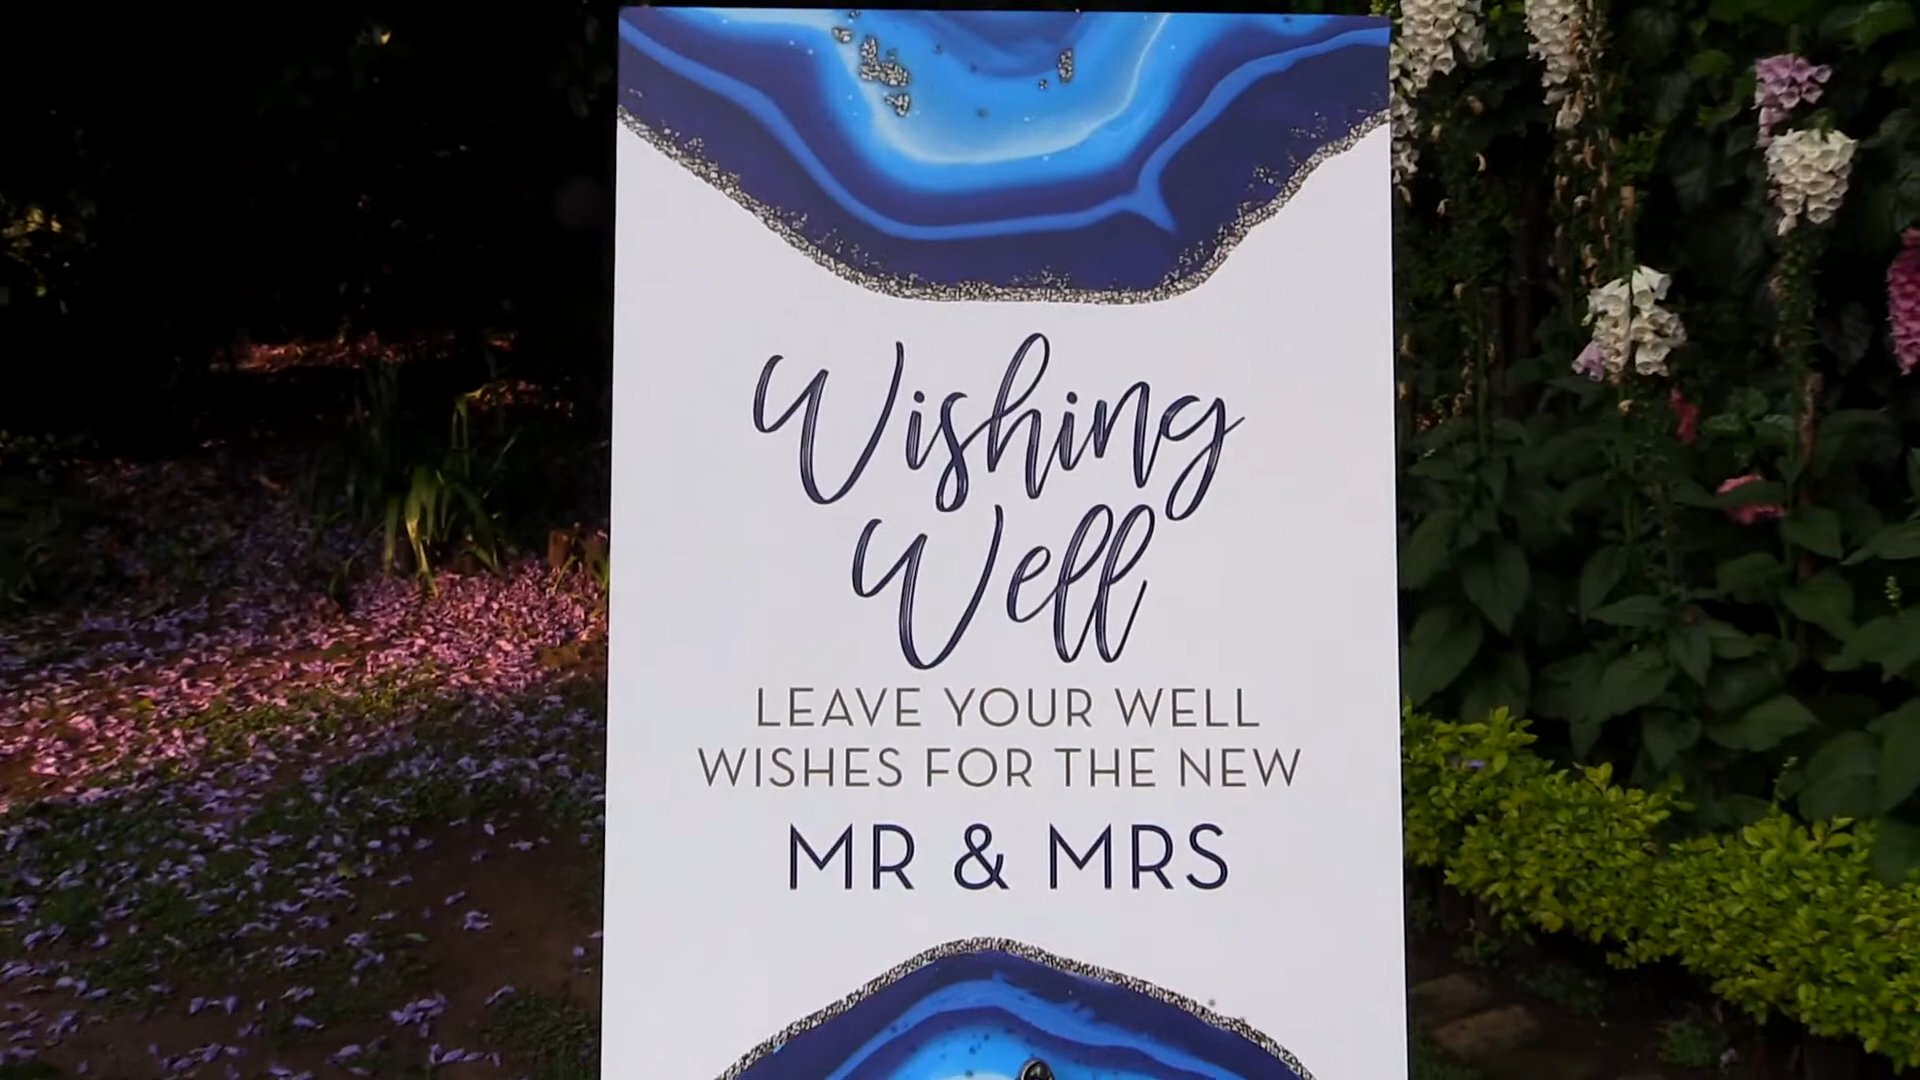 Wishing
Well
LEAVE YOUR WELL
WISHES FOR THE NEW
MR & MRS